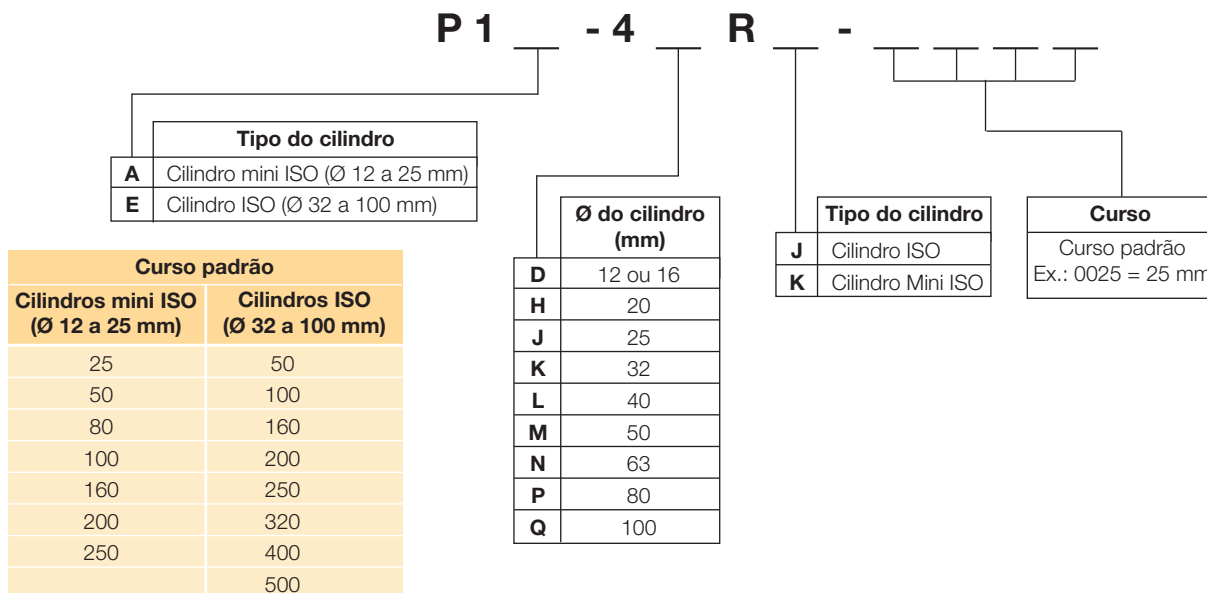 P 1 __ - 4 __ R __ - __ __ __ __
Tipo do cilindro
A Cilindro mini ISO (Ø 12 a 25 mm)
E Cilindro ISO (Ø 32 a 100 mm)
Ø do cilindro
(mm)
D 12 ou 16
H 20
J 25
K 32
L 40
M 50
N 63
P 80
Q 100
Tipo do cilindro
J Cilindro ISO
K Cilindro Mini ISO
Curso
Curso padrão
Ex.: 0025 = 25 mm
Curso padrão
Cilindros mini ISO
(Ø 12 a 25 mm)
Cilindros ISO
(Ø 32 a 100 mm)
25 50
50 100
80 160
100 200
160 250
200 320
250 400
500